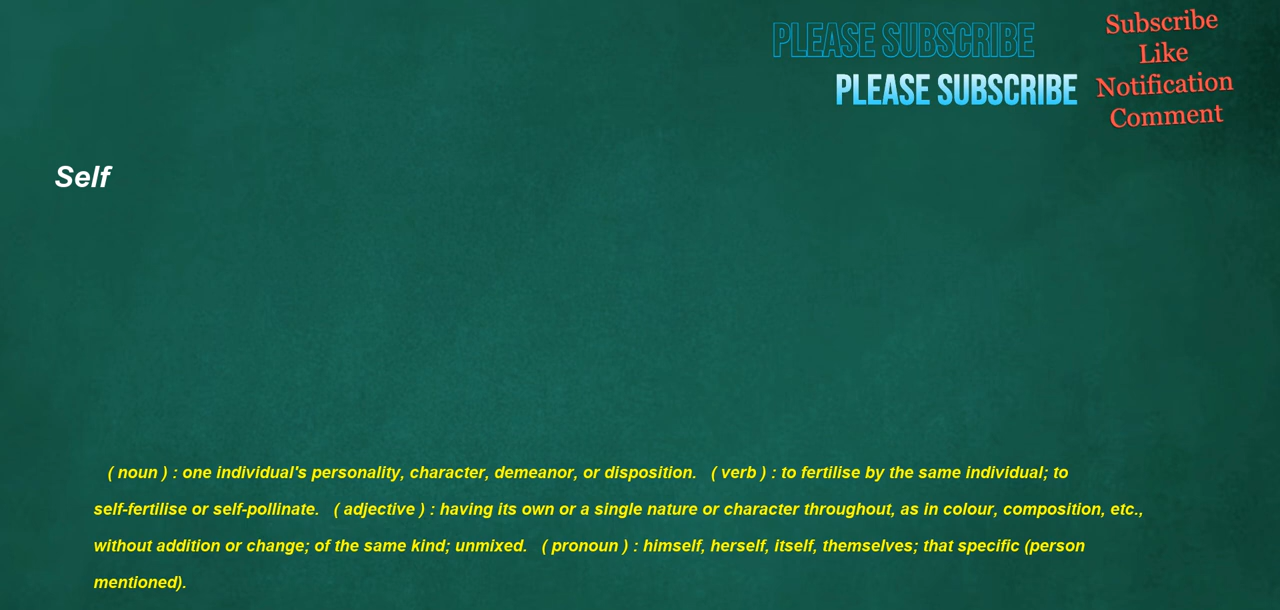 PLEASE SUBSCRIBE
PLEASE SUBSCRIBE
Subscribe
Like
Notification
Comment
Self
( noun ) : one individual's personality, character, demeanor, or disposition. ( verb ) : to fertilise by the same individual; to
self-fertilise or self-pollinate. ( adjective ) : having its own or a single nature or character throughout, as in colour, composition, etc.,
without addition or change; of the same kind; unmixed. ( pronoun ) : himself, herself, itself, themselves; that specific (person
mentioned).